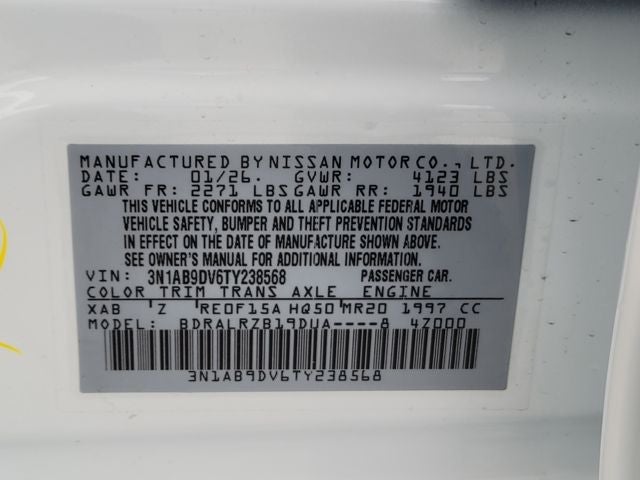 MANUFACTURED BY NISSAN MOTOR CO., LTD.
DATE: 01/26. GVWR: 4123 LBS
GAWR FR: 2271 LBS GAWR RR: 1940 LBS
THIS VEHICLE CONFORMS TO ALL APPLICABLE FEDERAL MOTOR
VEHICLE SAFETY, BUMPER AND THEFT PREVENTION STANDARDS
IN EFFECT ON THE DATE OF MANUFACTURE SHOWN ABOVE.
SEE OWNER'S MANUAL FOR ADDITIONAL INFORMATION.
VIN: 3N1AB9DV6TY238568 PASSENGER CAR.
COLOR TRIM TRANS AXLE ENGINE
XAB Z RE0F15A HQ50 MR20 1997 CC
MODEL: BDRALRZB19DUA----8 4Z000
3N1AB9DV6TY238568